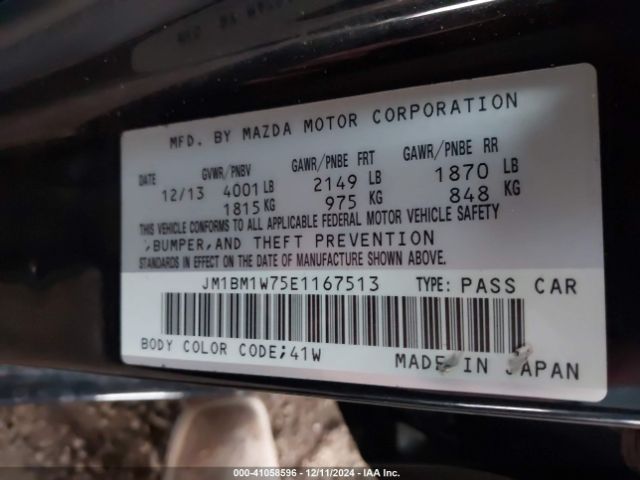 MFD. BY MAZDA MOTOR CORPORATION
DATE GVWR/PNBV GAWR/PNBE FRT GAWR/PNBE RR
12/13 4001 LB 2149 LB 1870 LB
1815 KG 975 KG 848 KG
THIS VEHICLE CONFORMS TO ALL APPLICABLE FEDERAL MOTOR VEHICLE SAFETY
,BUMPER,AND THEFT PREVENTION
STANDARDS IN EFFECT ON THE DATE OF MANUFACTURE SHOWN ABOVE.
JM1BM1W75E1167513 TYPE: PASS CAR
BODY COLOR CODE;41W
MADE IN JAPAN
000-41058596 - 12/11/2024 - IAA Inc.